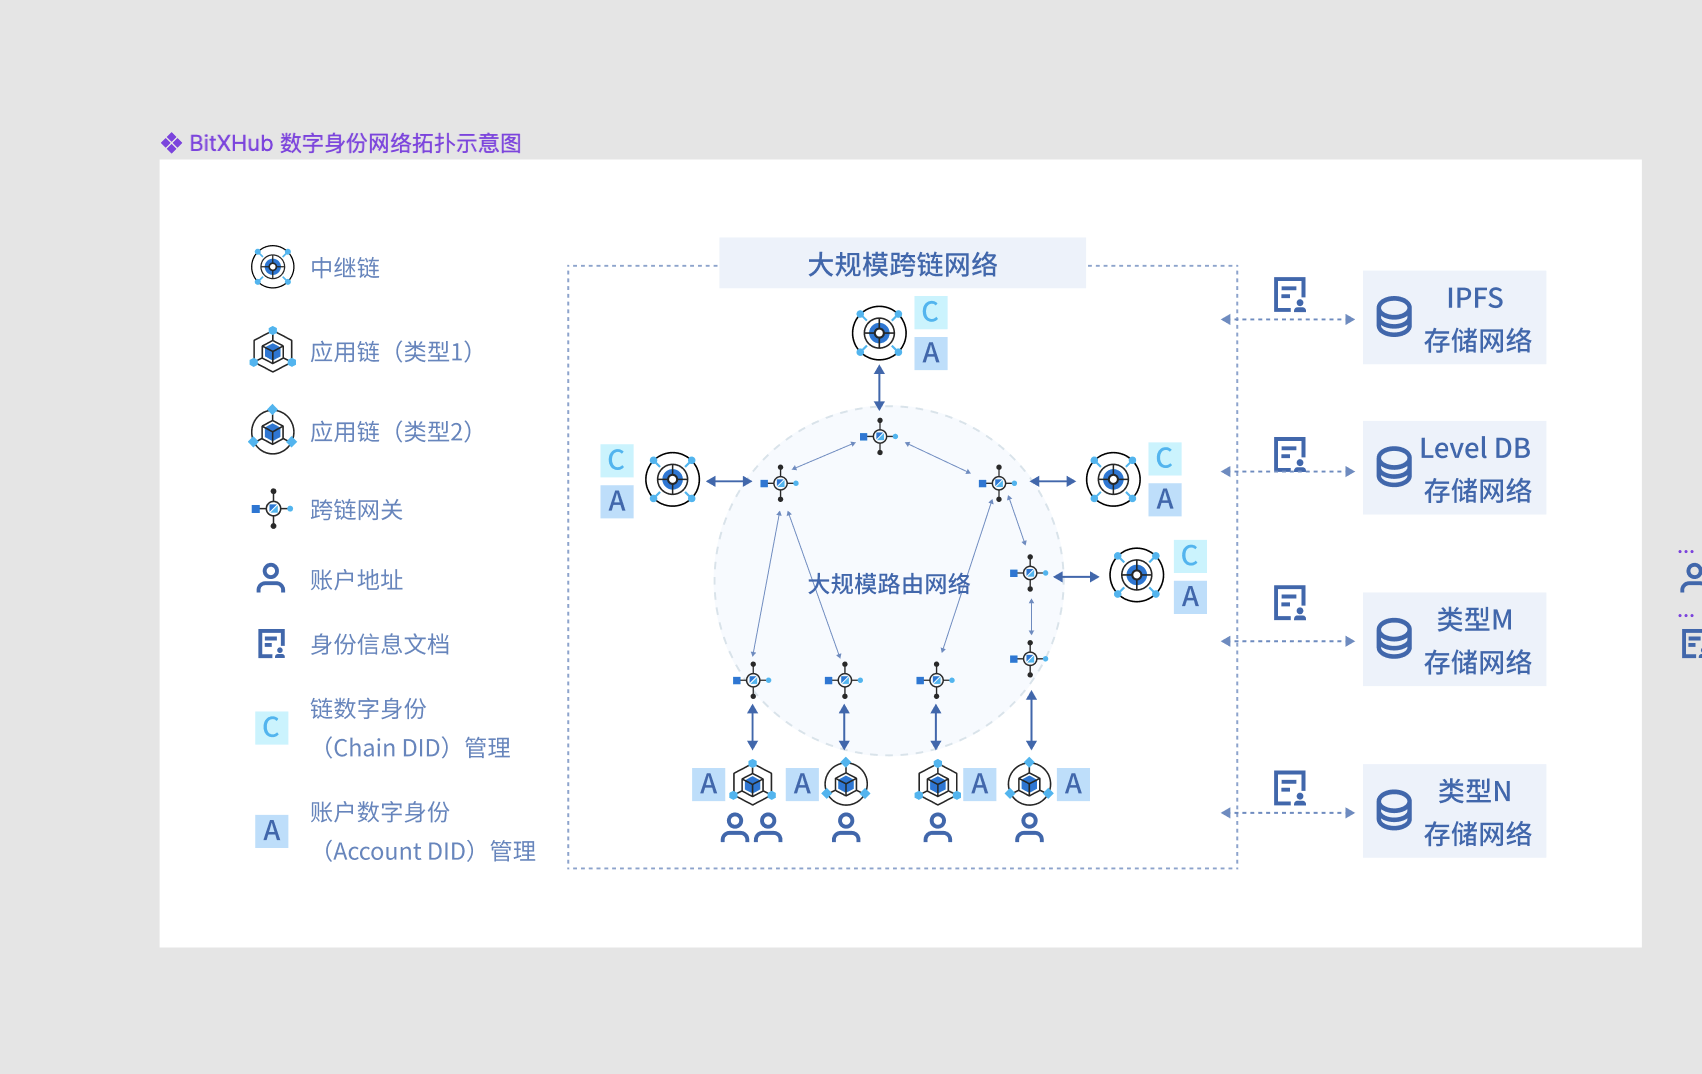 BitXHub 数字身份网络拓扑示意图
中继链
应用链（类型1）
应用链（类型2）
跨链网关
账户地址
身份信息文档
C
链数字身份
（Chain DID）管理
A
账户数字身份
（Account DID）管理
大规模跨链网络
C
A
C
A
C
A
C
A
大规模路由网络
A
A
A
A
IPFS
存储网络
Level DB
存储网络
类型M
存储网络
类型N
存储网络
...
...